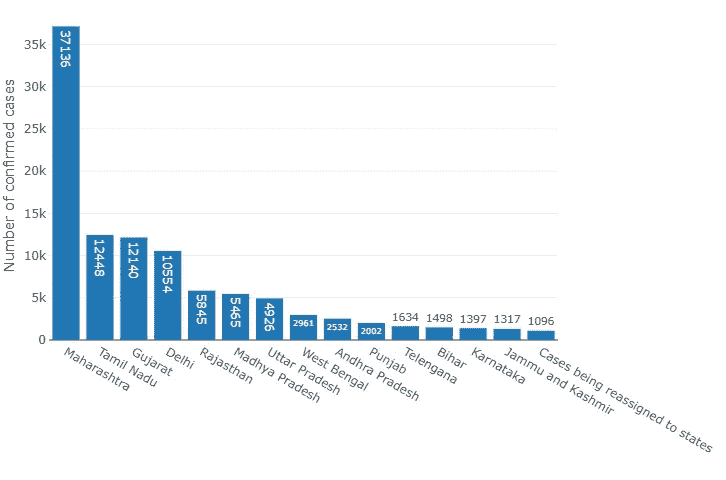 Number of confirmed cases
35k
30k
25k
20k
15k
10k
5k
0
37136
12448
12140
10554
5845
5465
4926
2961
2532
2002
1634
1498
1397
1317
1096
Maharashtra
Tamil Nadu
Gujarat
Delhi
Rajasthan
Madhya Pradesh
Uttar Pradesh
West Bengal
Andhra Pradesh
Punjab
Telengana
Bihar
Karnataka
Jammu and Kashmir
Cases being reassigned to states